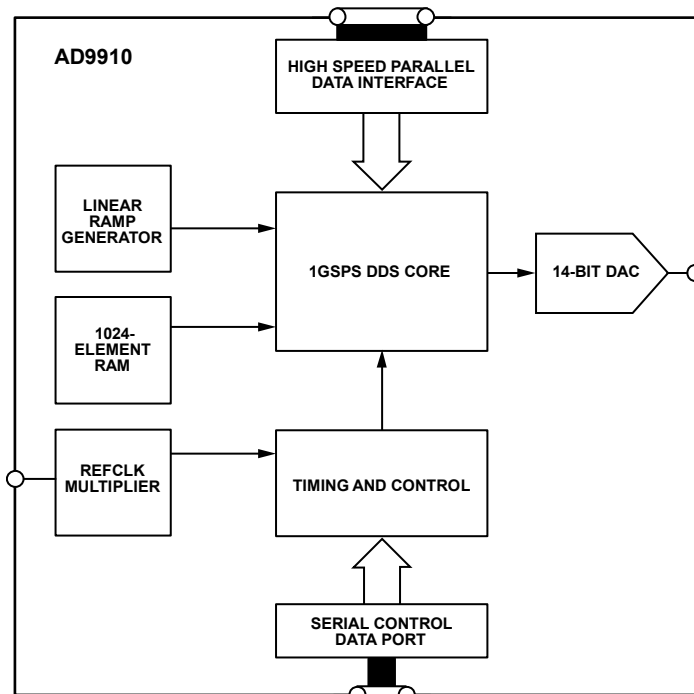 AD9910
HIGH SPEED PARALLEL
DATA INTERFACE
LINEAR
RAMP
GENERATOR
1GSPS DDS CORE
14-BIT DAC
1024-
ELEMENT
RAM
REFCLK
MULTIPLIER
TIMING AND CONTROL
SERIAL CONTROL
DATA PORT